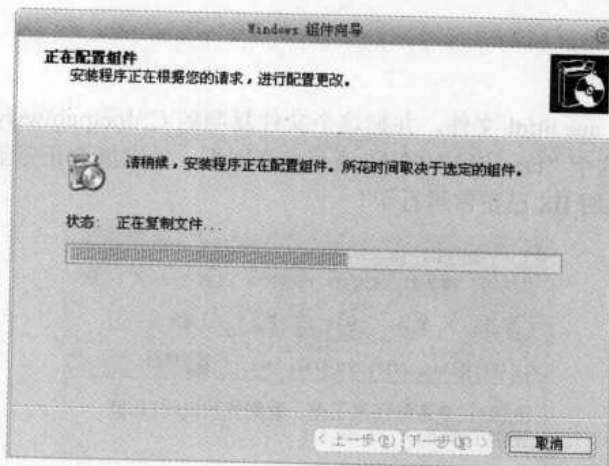 Windows 组件向导
正在配置组件
安装程序正在根据您的请求，进行配置更改。
请稍候，安装程序正在配置组件。所花时间取决于选定的组件。
状态: 正在复制文件...
< 上一步(B) 下一步(N) > 取消